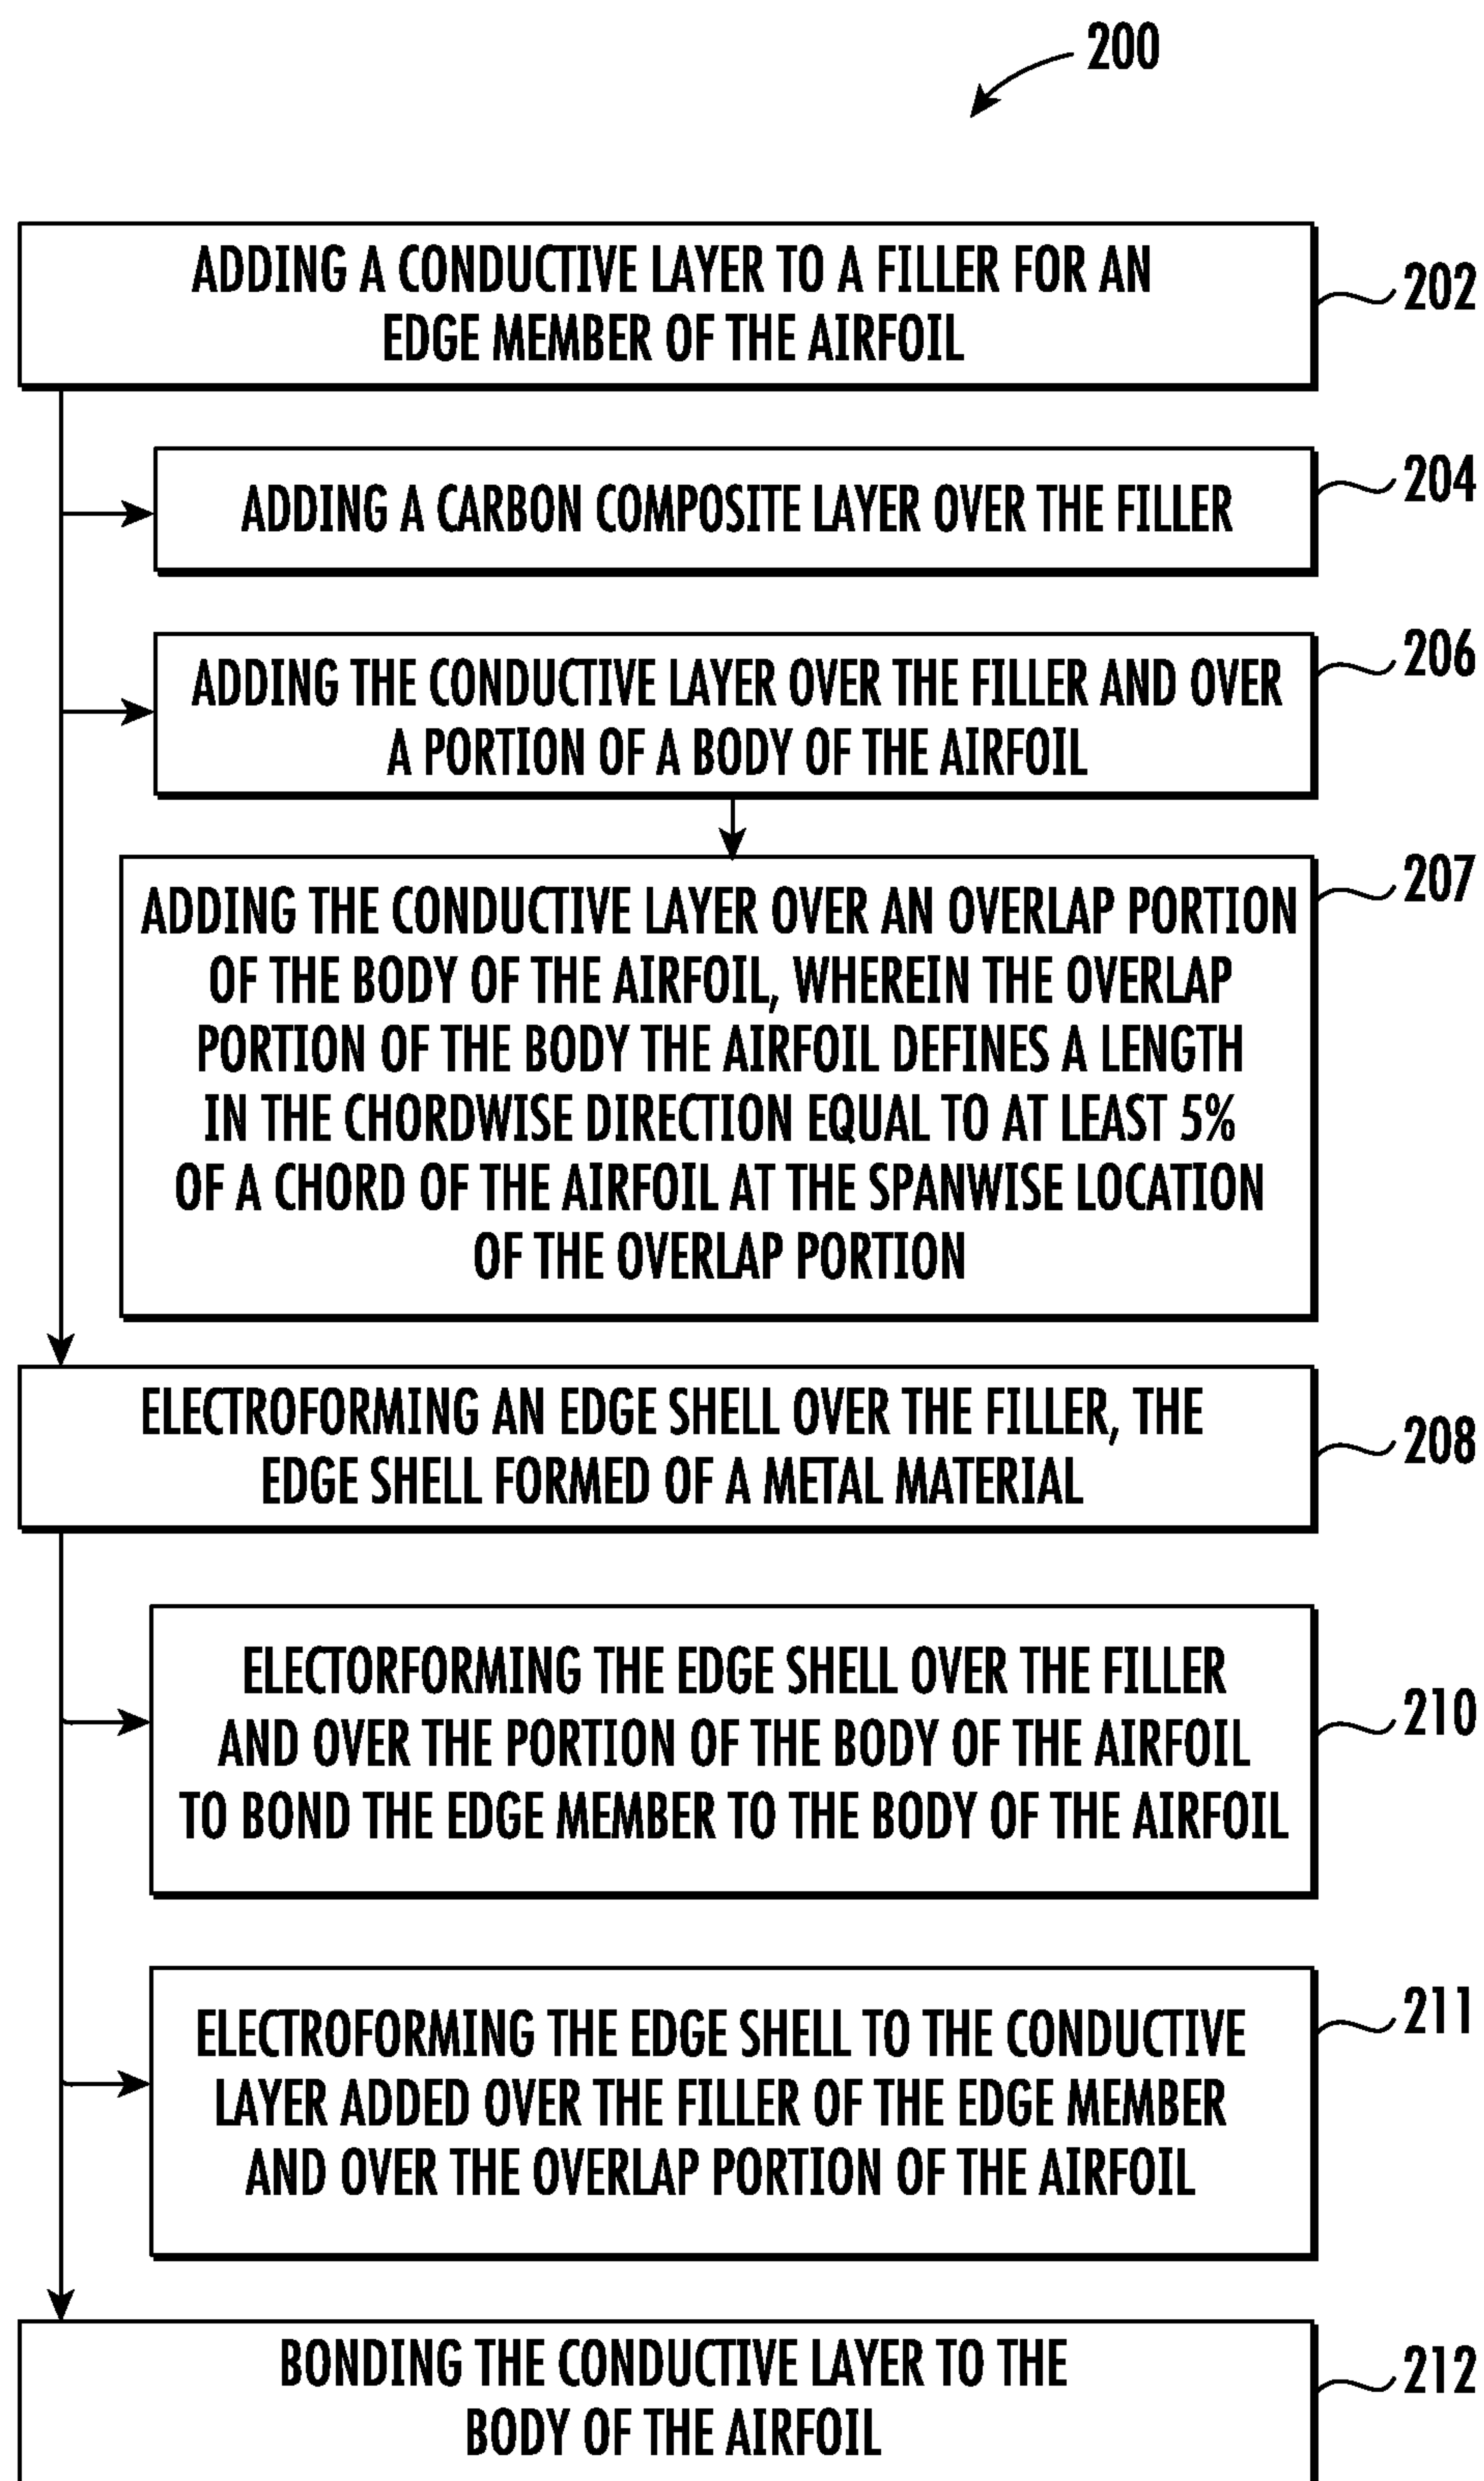 200
ADDING A CONDUCTIVE LAYER TO A FILLER FOR AN
EDGE MEMBER OF THE AIRFOIL
202
ADDING A CARBON COMPOSITE LAYER OVER THE FILLER
204
ADDING THE CONDUCTIVE LAYER OVER THE FILLER AND OVER
A PORTION OF A BODY OF THE AIRFOIL
206
ADDING THE CONDUCTIVE LAYER OVER AN OVERLAP PORTION
OF THE BODY OF THE AIRFOIL, WHEREIN THE OVERLAP
PORTION OF THE BODY THE AIRFOIL DEFINES A LENGTH
IN THE CHORDWISE DIRECTION EQUAL TO AT LEAST 5%
OF A CHORD OF THE AIRFOIL AT THE SPANWISE LOCATION
OF THE OVERLAP PORTION
207
ELECTROFORMING AN EDGE SHELL OVER THE FILLER, THE
EDGE SHELL FORMED OF A METAL MATERIAL
208
ELECTORFORMING THE EDGE SHELL OVER THE FILLER
AND OVER THE PORTION OF THE BODY OF THE AIRFOIL
TO BOND THE EDGE MEMBER TO THE BODY OF THE AIRFOIL
210
ELECTROFORMING THE EDGE SHELL TO THE CONDUCTIVE
LAYER ADDED OVER THE FILLER OF THE EDGE MEMBER
AND OVER THE OVERLAP PORTION OF THE AIRFOIL
211
BONDING THE CONDUCTIVE LAYER TO THE
BODY OF THE AIRFOIL
212